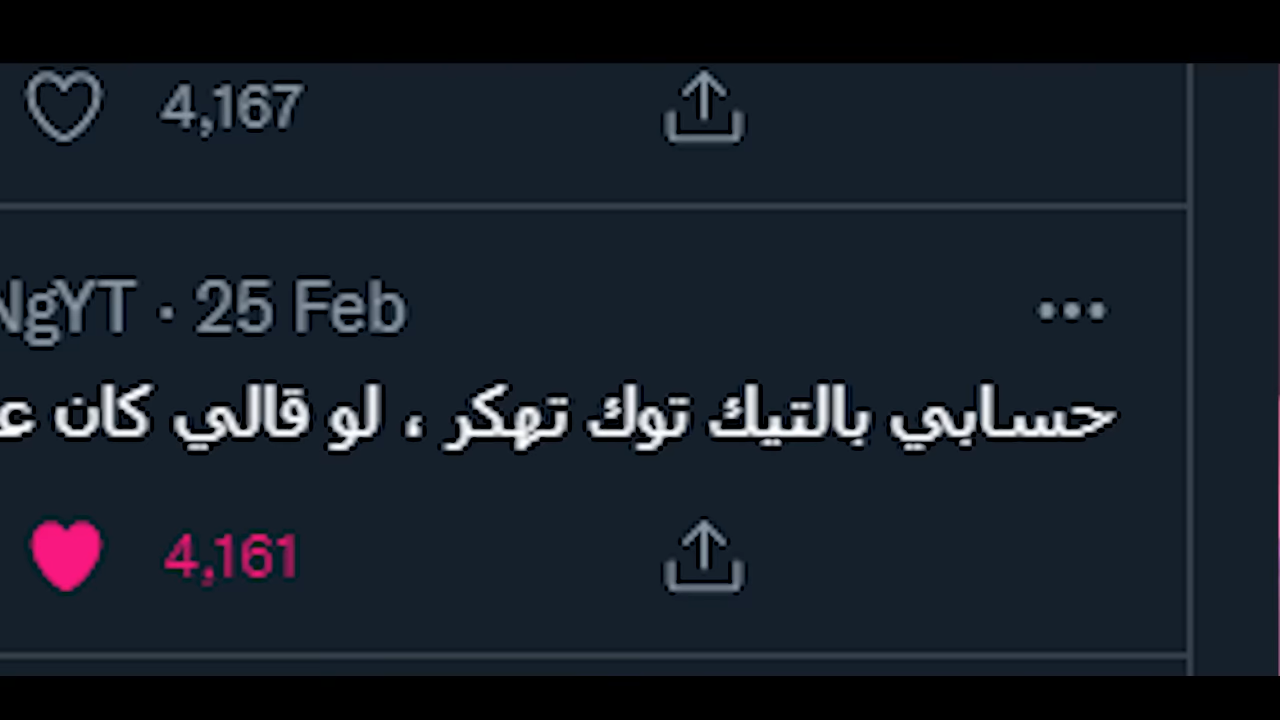 4,167
NgYT · 25 Feb
حسابي بالتيك توك تهكر ، لو قالي كان
4,161